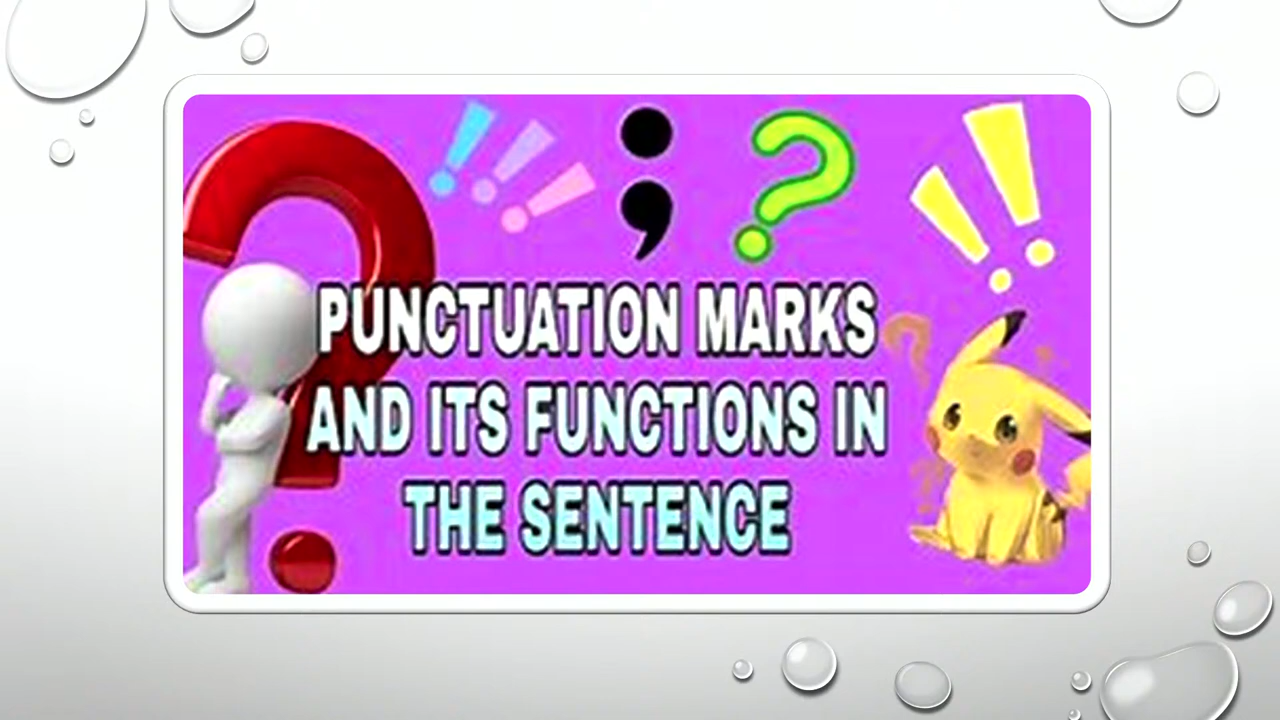 PUNCTUATION MARKS
AND ITS FUNCTIONS IN
THE SENTENCE